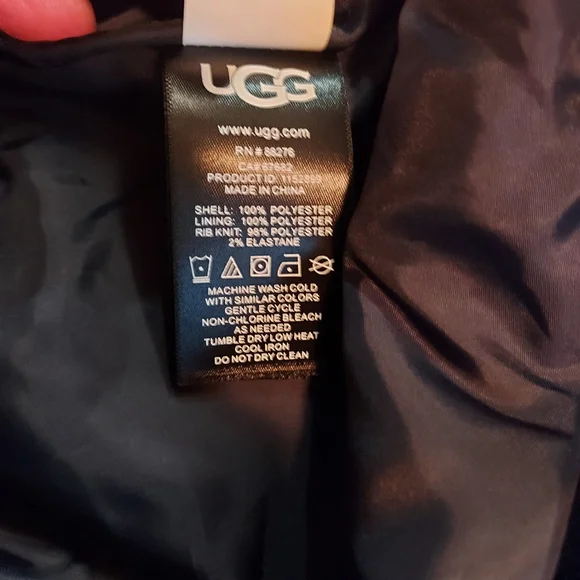 UGG
www.ugg.com
RN # 88276
CA#
PRODUCT ID:
MADE IN CHINA
SHELL: 100% POLYESTER
LINING: 100% POLYESTER
RIB KNIT: 98% POLYESTER
2% ELASTANE
MACHINE WASH COLD
WITH SIMILAR COLORS
GENTLE CYCLE
NON-CHLORINE BLEACH
AS NEEDED
TUMBLE DRY LOW HEAT
COOL IRON
DO NOT DRY CLEAN